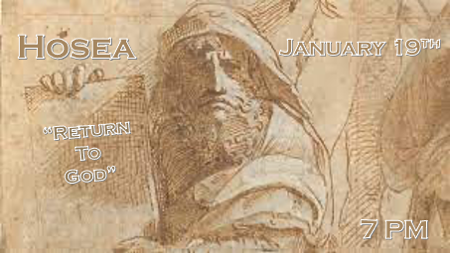 Hosea
January 19th
“Return
To
God”
7 PM